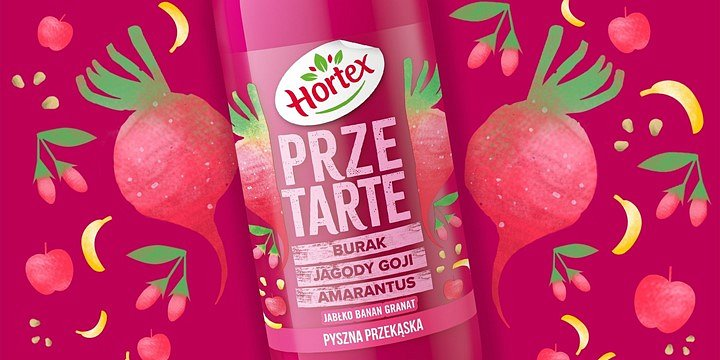 Hortex
PRZE
TARTE
BURAK
JAGODY GOJI
AMARANTUS
JABŁKO BANAN GRANAT
PYSZNA PRZEKĄSKA